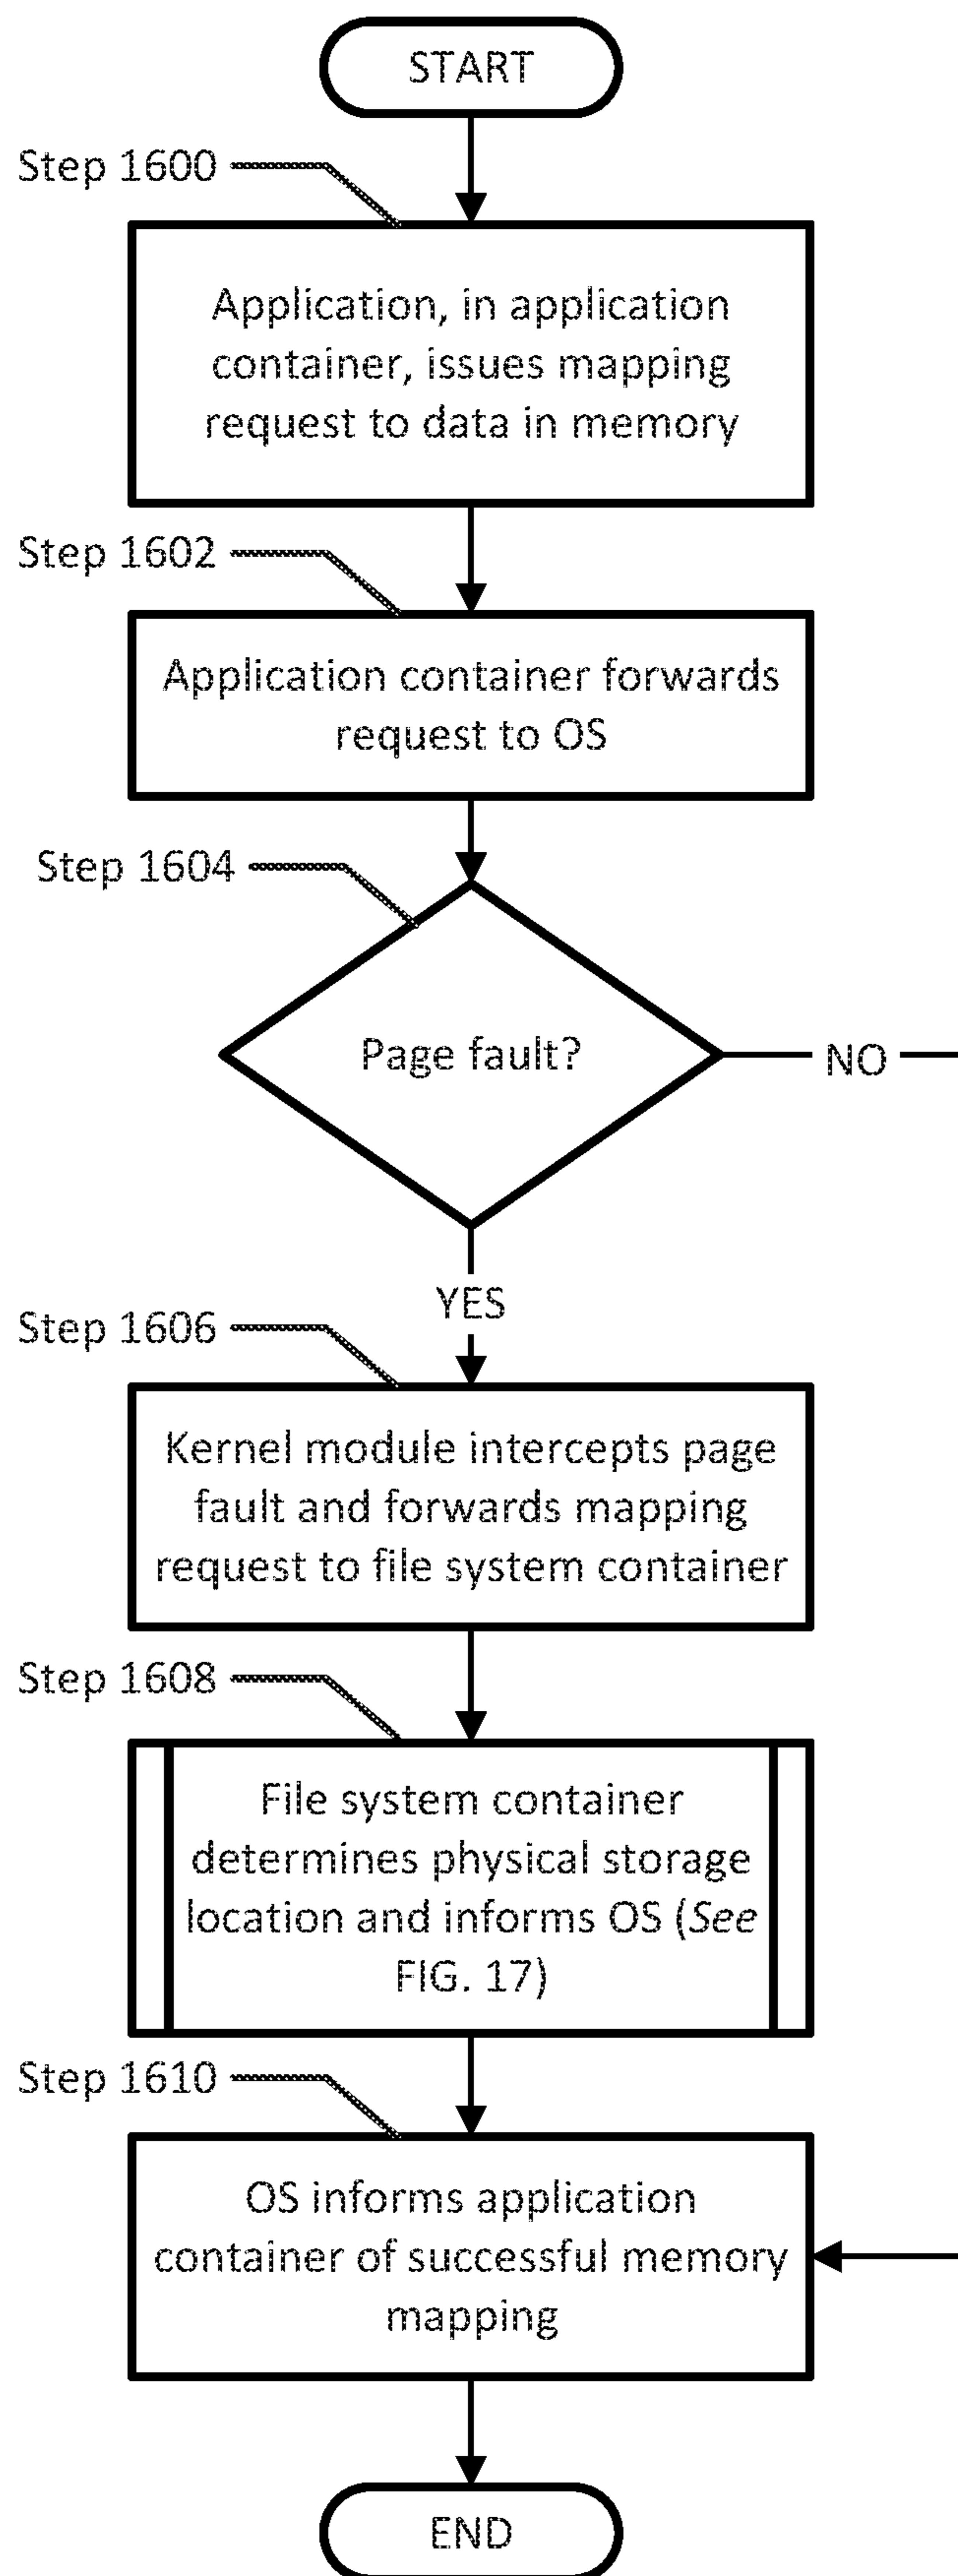 START
Step 1600
Application, in application
container, issues mapping
request to data in memory
Step 1602
Application container forwards
request to OS
Step 1604
Page fault?
NO
YES
Step 1606
Kernel module intercepts page
fault and forwards mapping
request to file system container
Step 1608
File system container
determines physical storage
location and informs OS (See
FIG. 17)
Step 1610
OS informs application
container of successful memory
mapping
END